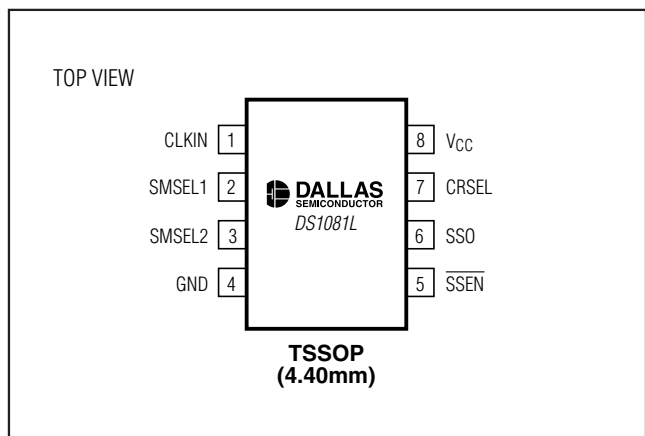 TOP VIEW
CLKIN 1
SMSEL1 2
SMSEL2 3
GND 4
DALLAS
SEMICONDUCTOR
DS1081L
8 VCC
7 CRSEL
6 SSO
5 S̅S̅E̅N̅
TSSOP
(4.40mm)